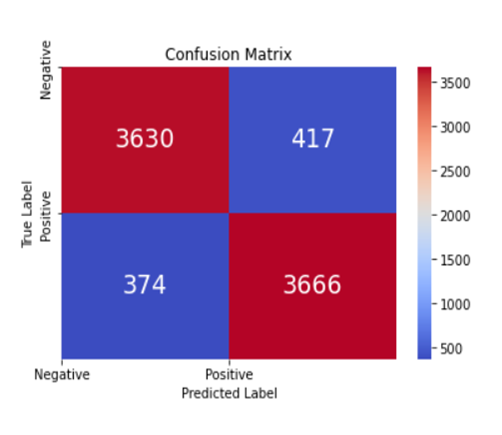 Confusion Matrix
Negative
3630 417
3500
3000
2500
True Label
Positive
2000
1500
374 3666
1000
500
Negative Positive
Predicted Label